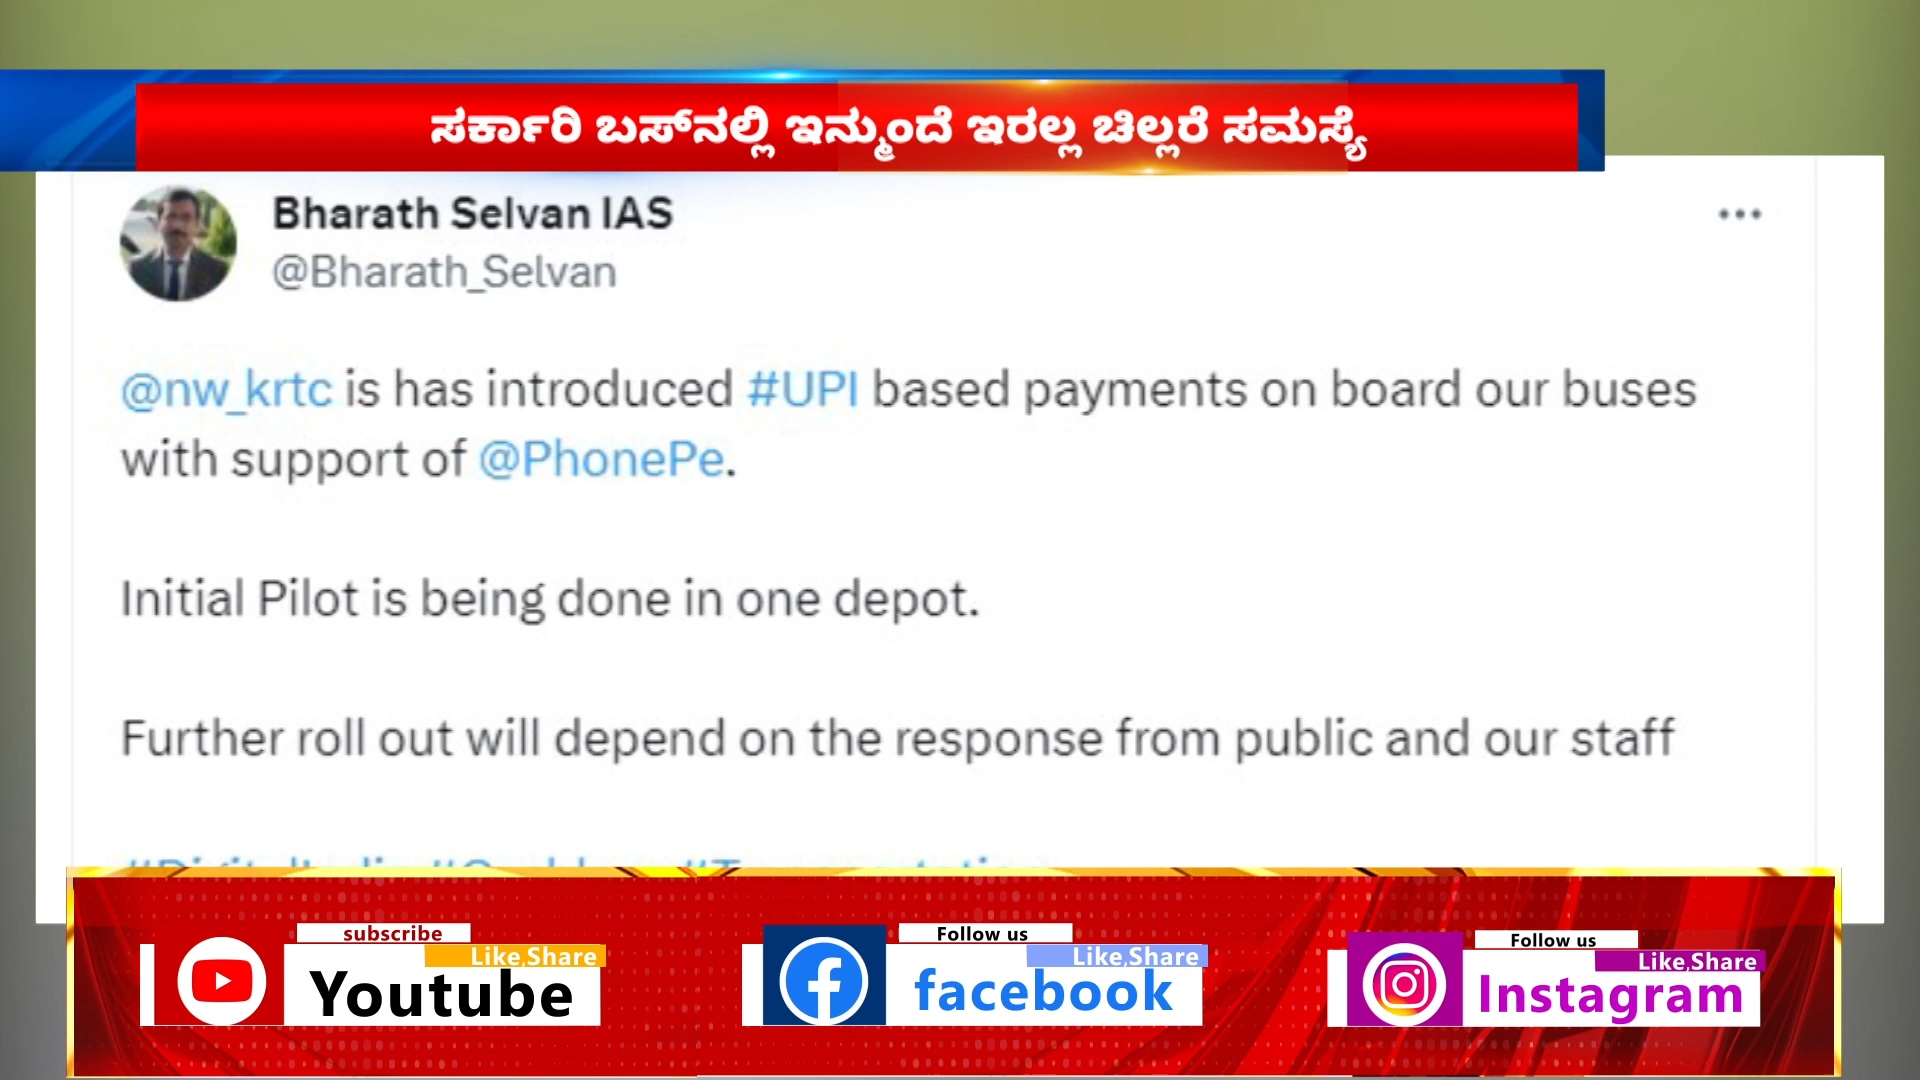 ಸರ್ಕಾರಿ ಬಸ್‌ನಲ್ಲಿ ಇನ್ಮುಂದೆ ಇರಲ್ಲ ಚಿಲ್ಲರೆ ಸಮಸ್ಯೆ
Bharath Selvan IAS
@Bharath_Selvan
@nw_krtc is has introduced #UPI based payments on board our buses
with support of @PhonePe.
Initial Pilot is being done in one depot.
Further roll out will depend on the response from public and our staff
subscribe
Like,Share
Youtube
Follow us
Like,Share
facebook
Follow us
Like,Share
Instagram